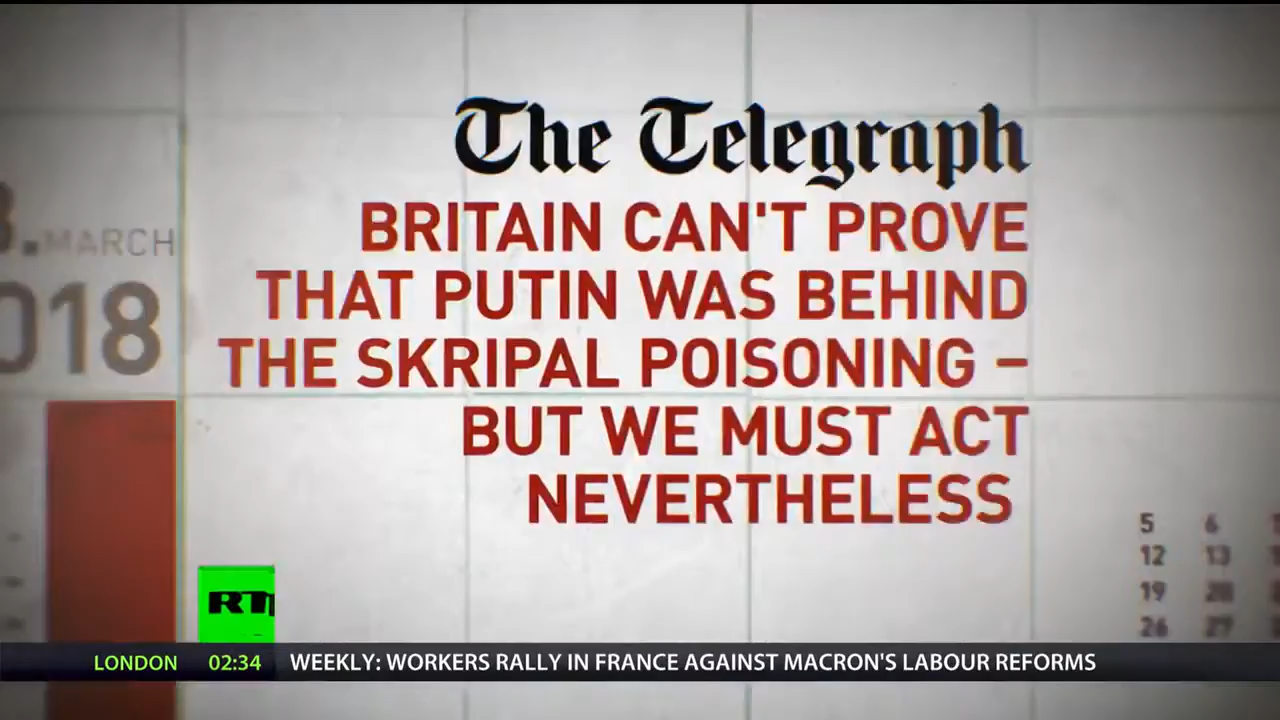 The Telegraph
BRITAIN CAN'T PROVE
THAT PUTIN WAS BEHIND
THE SKRIPAL POISONING –
BUT WE MUST ACT
NEVERTHELESS
.MARCH
018
5 6
12 13
19 20
26 27
RT
LONDON 02:34 WEEKLY: WORKERS RALLY IN FRANCE AGAINST MACRON'S LABOUR REFORMS